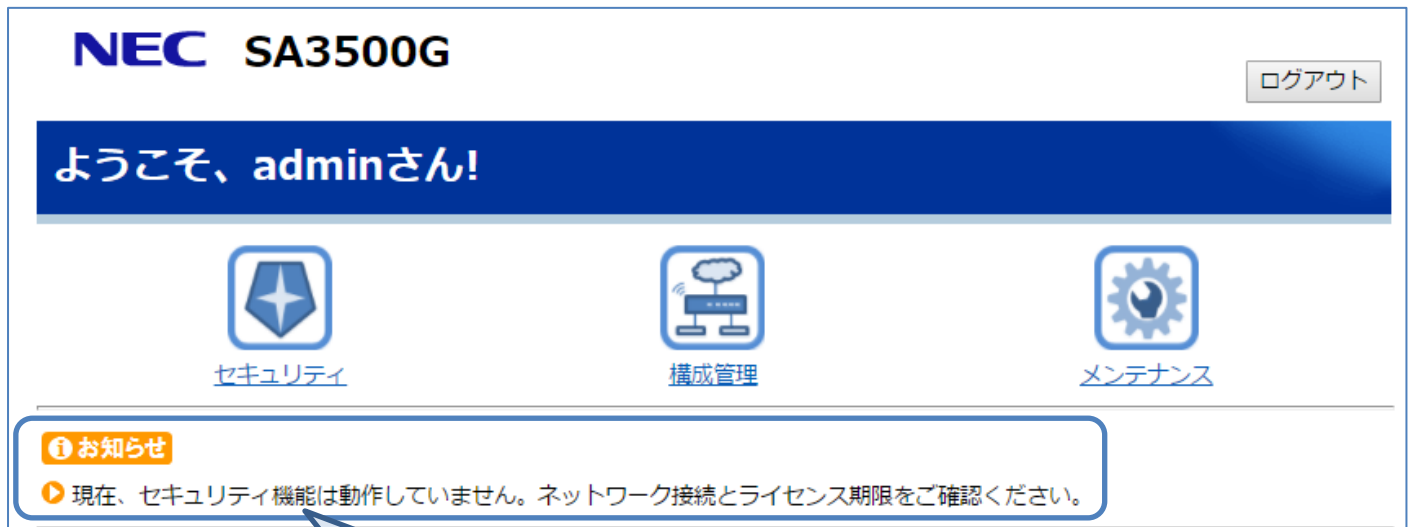 NEC SA3500G
ログアウト
ようこそ、adminさん!
セキュリティ 構成管理 メンテナンス
お知らせ
現在、セキュリティ機能は動作していません。ネットワーク接続とライセンス期限をご確認ください。